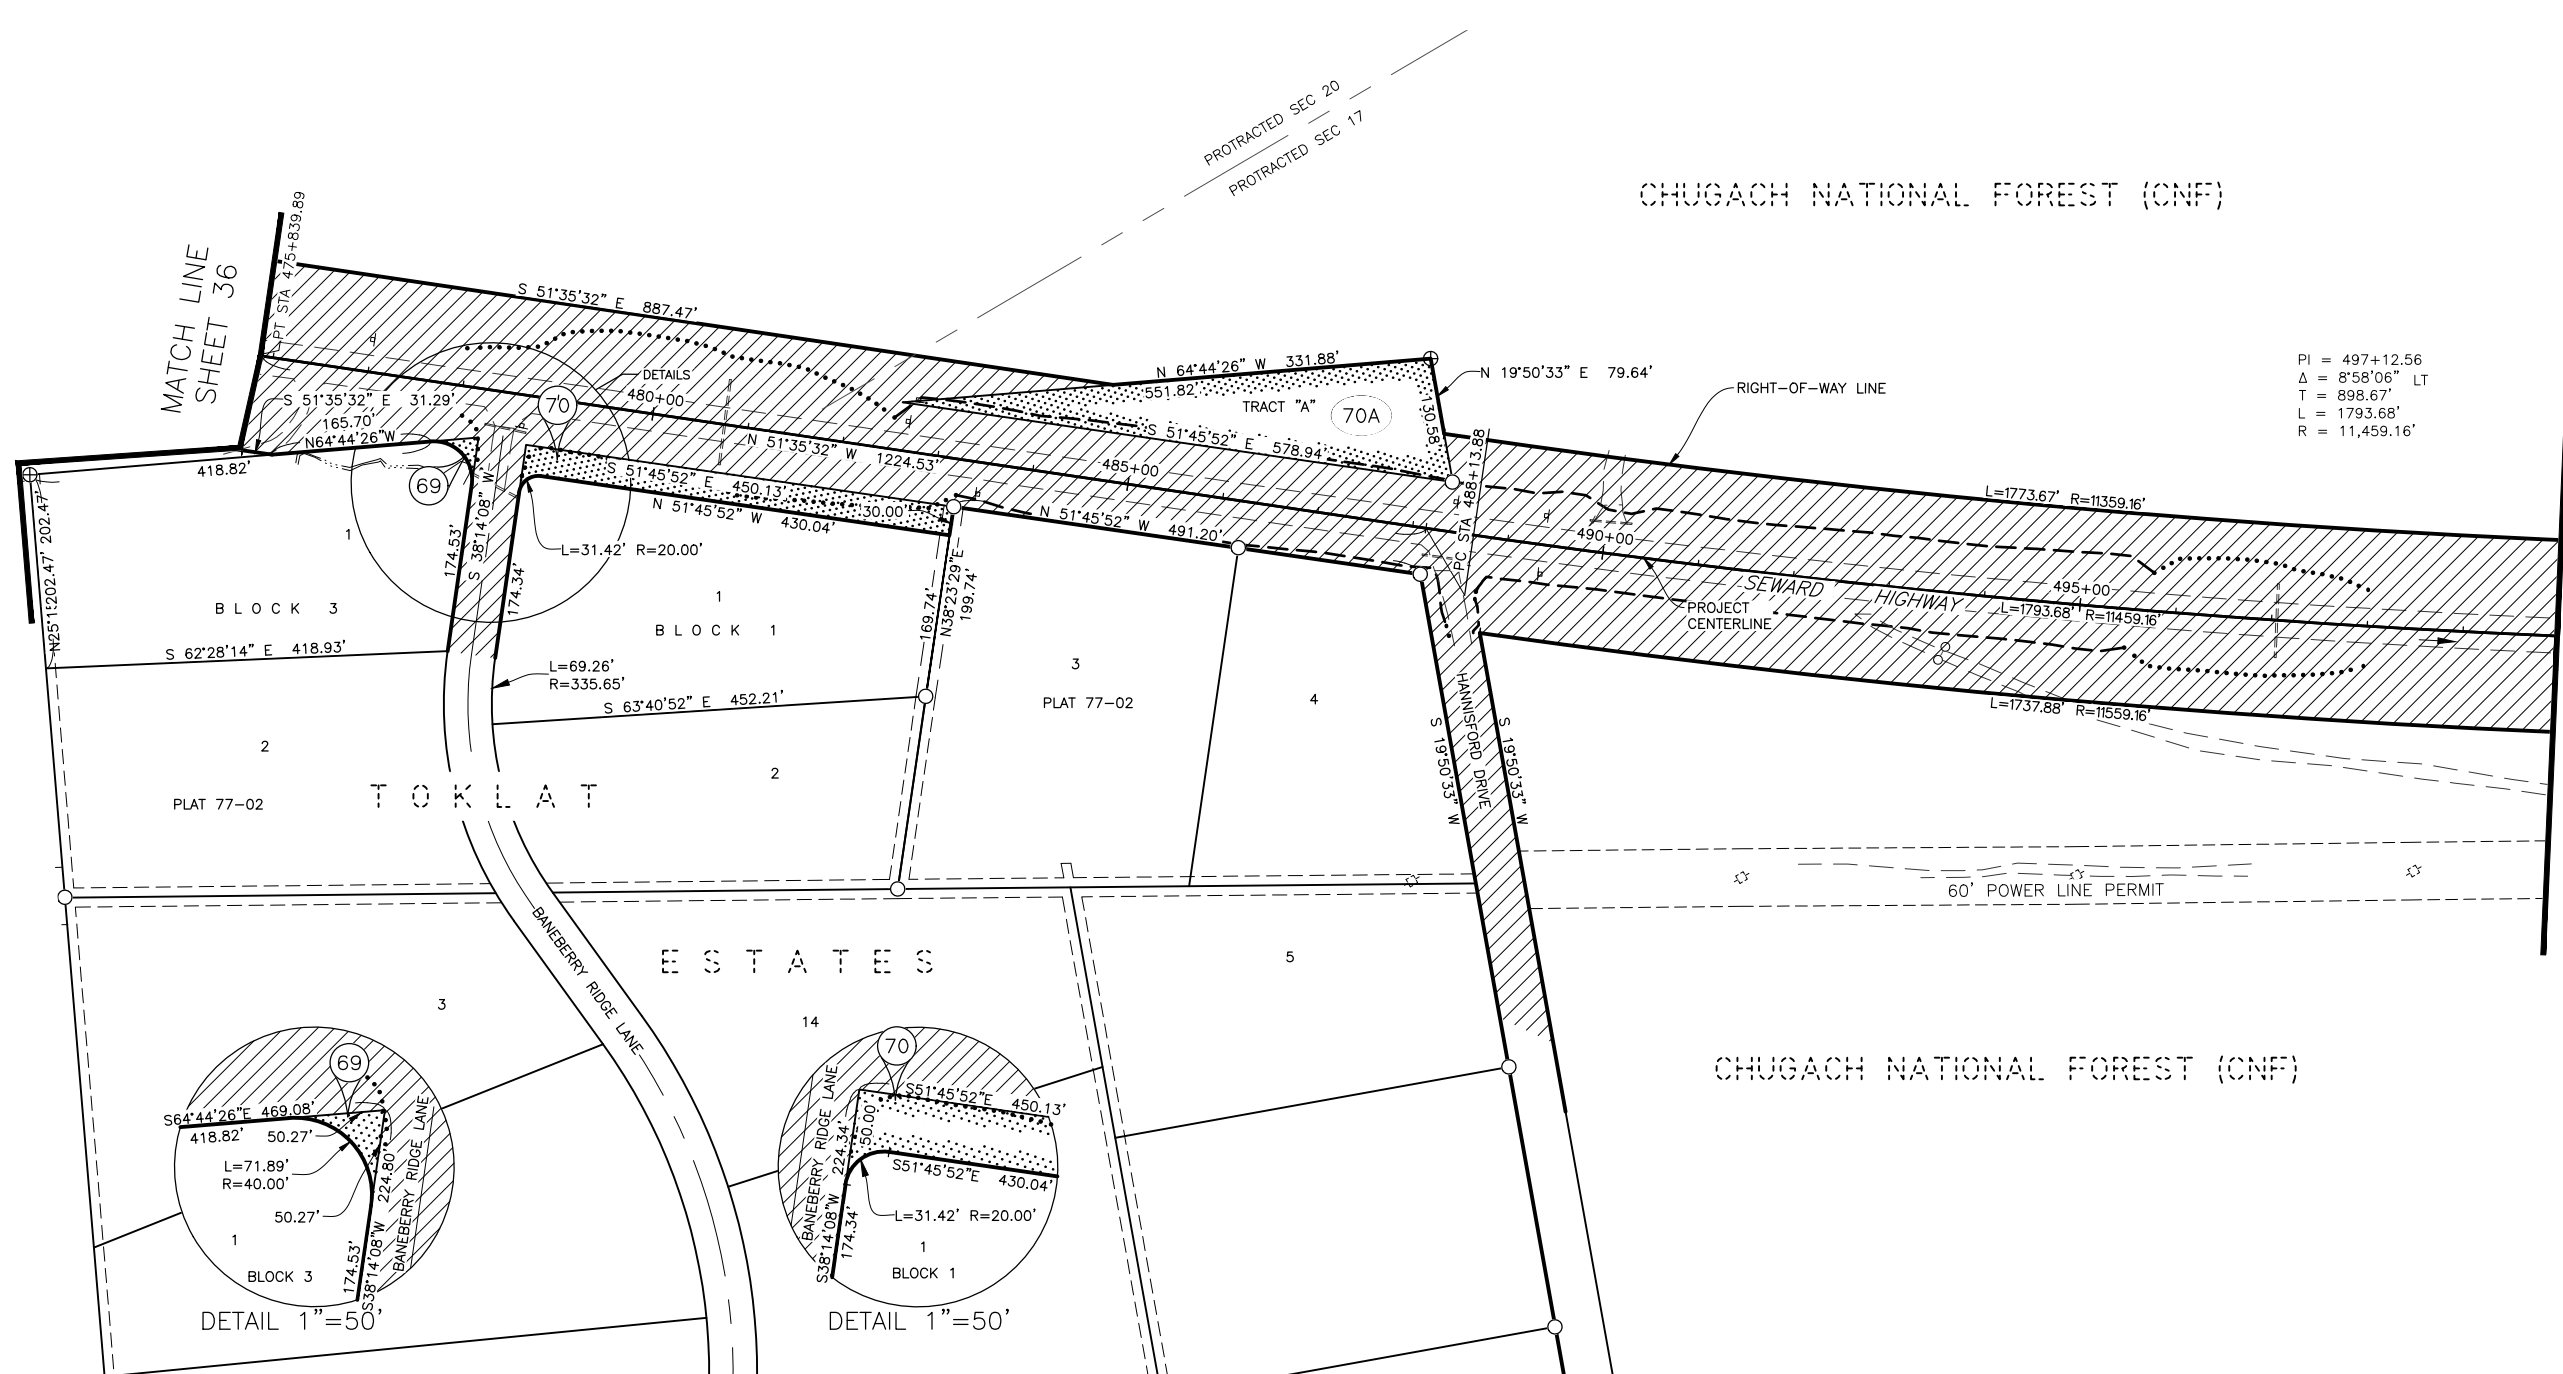 PROTRACTED SEC 20
PROTRACTED SEC 17
CHUGACH NATIONAL FOREST (CNF)
MATCH LINE
SHEET 36
PT STA 475+839.89
S 51°35'32" E 887.47'
DETAILS
70
480+00
S 51°35'32" E 31.29'
165.70'
N64°44'26"W
418.82'
69
N 51°35'32" W 1224.53'
N 64°44'26" W 331.88'
551.82'
TRACT "A"
70A
130.58'
N 19°50'33" E 79.64'
RIGHT-OF-WAY LINE
PI = 497+12.56
Δ = 8°58'06" LT
T = 898.67'
L = 1793.68'
R = 11,459.16'
S 51°45'52" E 578.94'
485+00
S 51°45'52" E 450.13'
30.00'
N 51°45'52" W 430.04'
N 51°45'52" W 491.20'
PC STA 488+13.88
L=1773.67' R=11359.16'
490+00
495+00
SEWARD HIGHWAY
L=1793.68' R=11459.16'
PROJECT
CENTERLINE
L=1737.88' R=11559.16'
202.47'
202.47'
1
BLOCK 3
174.53'
S 38°14'08" W
174.34'
L=31.42' R=20.00'
1
BLOCK 1
169.74'
N38°23'29"E
199.74'
S 62°28'14" E 418.93'
L=69.26'
R=335.65'
S 63°40'52" E 452.21'
3
PLAT 77-02
4
HANNISFORD DRIVE
S 19°50'33" W
S 19°50'33" W
2
PLAT 77-02
2
TOKLAT
60' POWER LINE PERMIT
BANEBERRY RIDGE LANE
ESTATES
5
3
14
CHUGACH NATIONAL FOREST (CNF)
69
S64°44'26"E 469.08'
418.82'
50.27'
L=71.89'
R=40.00'
224.80'
50.27'
BANEBERRY RIDGE LANE
1
BLOCK 3
174.53'
S38°14'08"W
DETAIL 1"=50'
70
S51°45'52"E 450.13'
50.00'
224.34'
BANEBERRY RIDGE LANE
S51°45'52"E 430.04'
L=31.42' R=20.00'
S38°14'08"W
174.34'
1
BLOCK 1
DETAIL 1"=50'